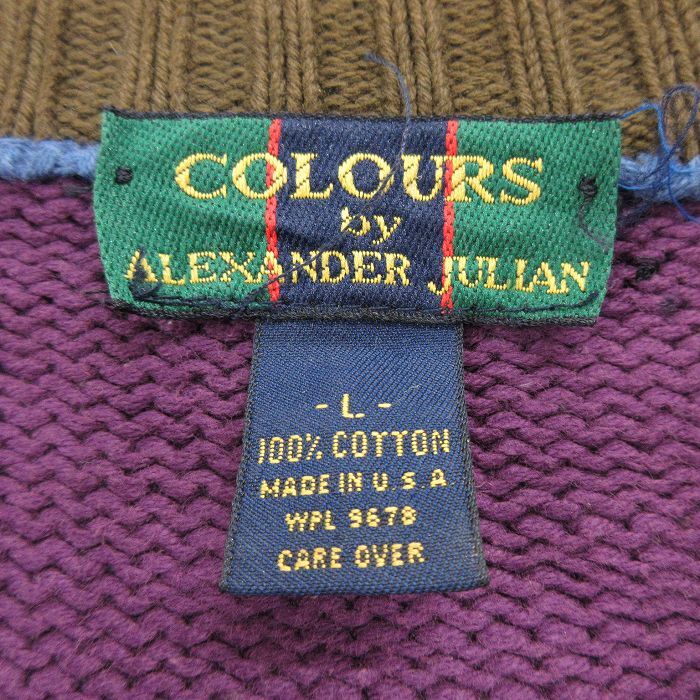 COLOURS
by
ALEXANDER JULIAN
- L -
100% COTTON
MADE IN U.S.A
WPL 9678
CARE OVER